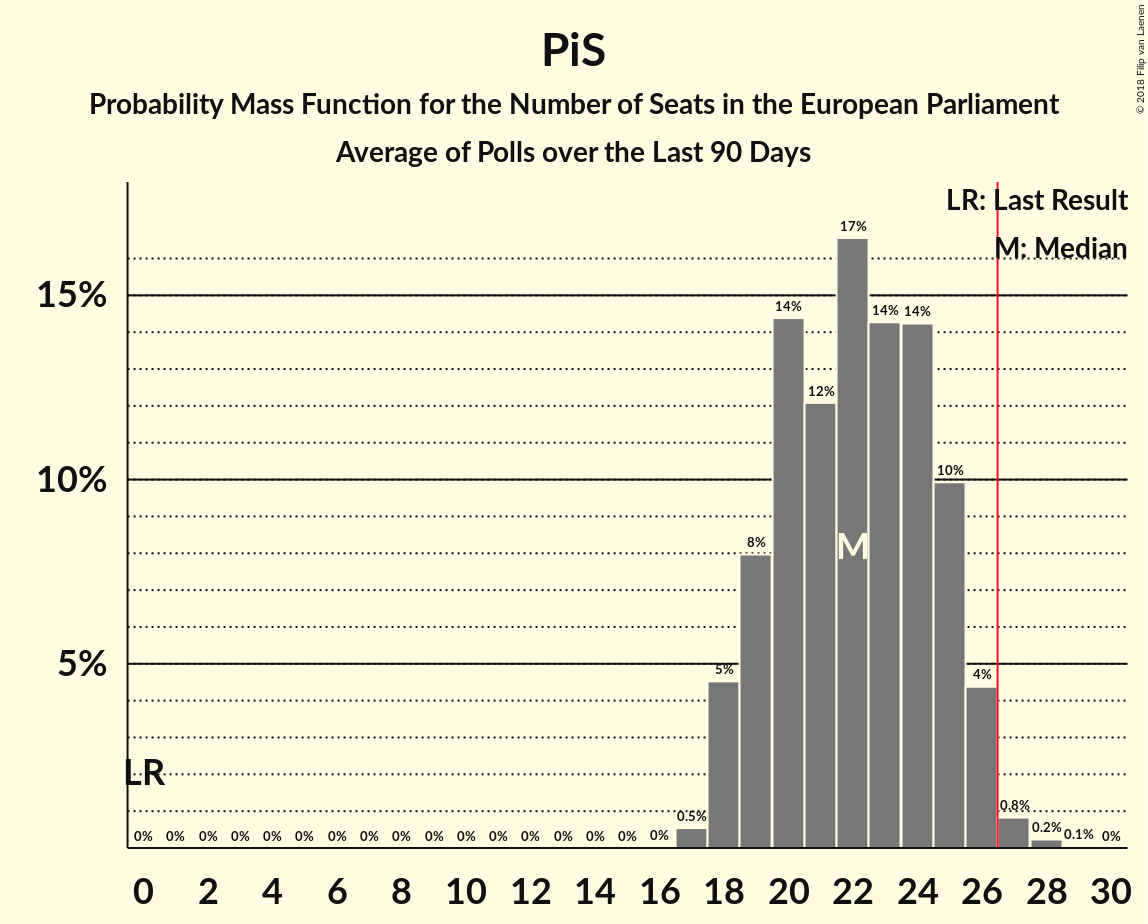 PiS
Probability Mass Function for the Number of Seats in the European Parliament
Average of Polls over the Last 90 Days
© 2018 Filip van Laenen
LR: Last Result
M: Median
15%
10%
5%
17%
14%
14%
14%
12%
10%
8%
5%
4%
M
LR
0.5%
0.8%
0.2%
0.1%
0%
0% 0% 0% 0% 0% 0% 0% 0% 0% 0% 0% 0% 0% 0% 0% 0% 0%
0 2 4 6 8 10 12 14 16 18 20 22 24 26 28 30